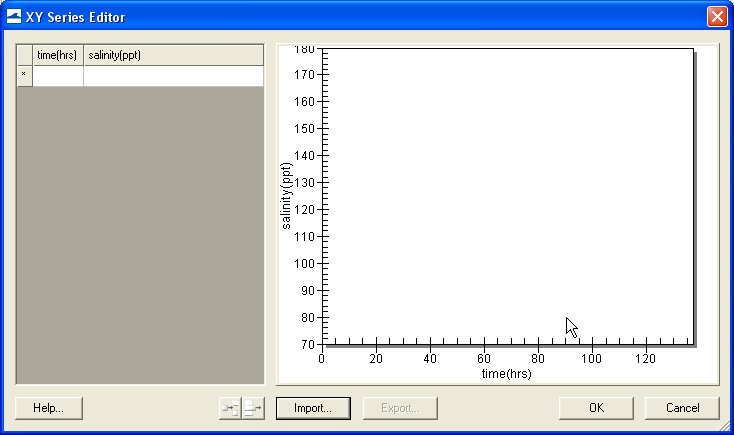 XY Series Editor
time(hrs) salinity(ppt)
*
180
170
160
150
140
130
120
110
100
90
80
70
salinity(ppt)
0 20 40 60 80 100 120
time(hrs)
Help... Import... Export... OK Cancel